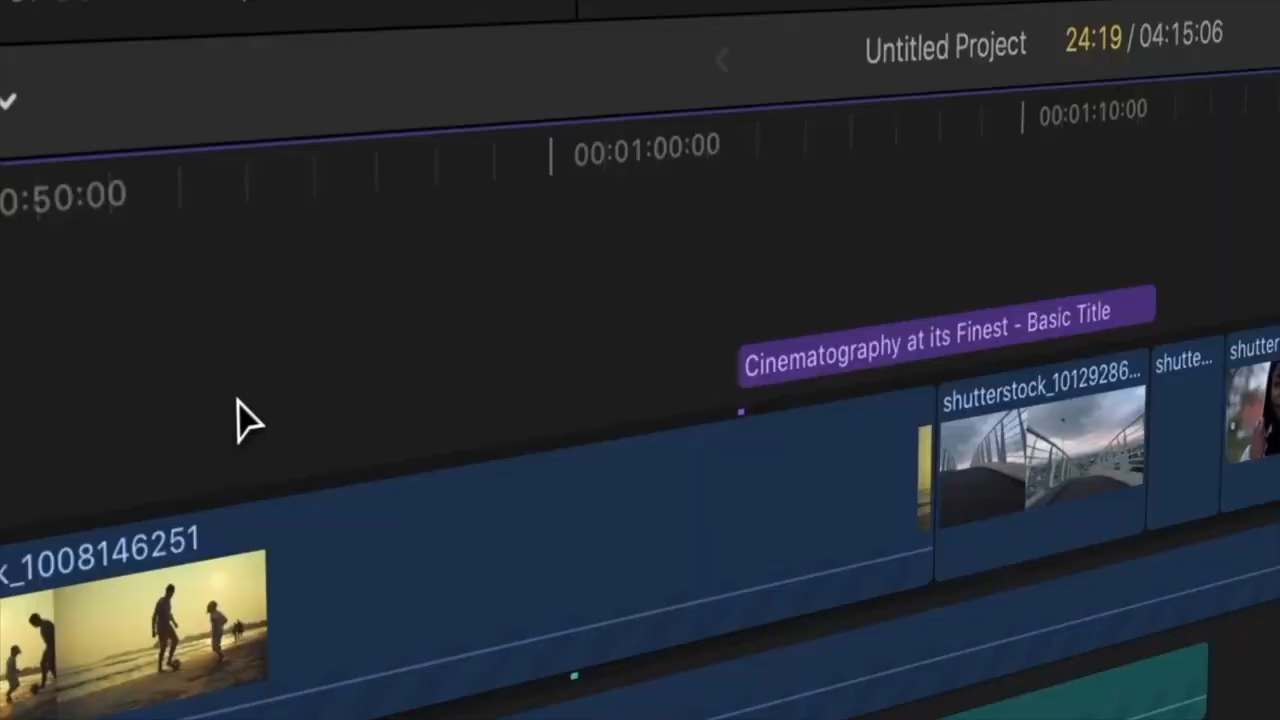 Untitled Project 24:19 / 04:15:06
0:50:00 00:01:00:00 00:01:10:00
Cinematography at its Finest - Basic Title
shutterstock_10129286... shutte... shutter
k_1008146251